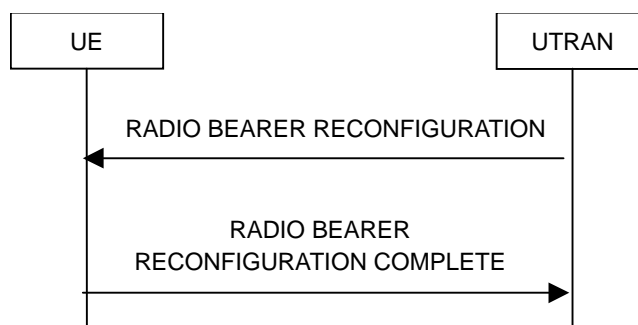 UE
UTRAN
RADIO BEARER RECONFIGURATION
RADIO BEARER
RECONFIGURATION COMPLETE